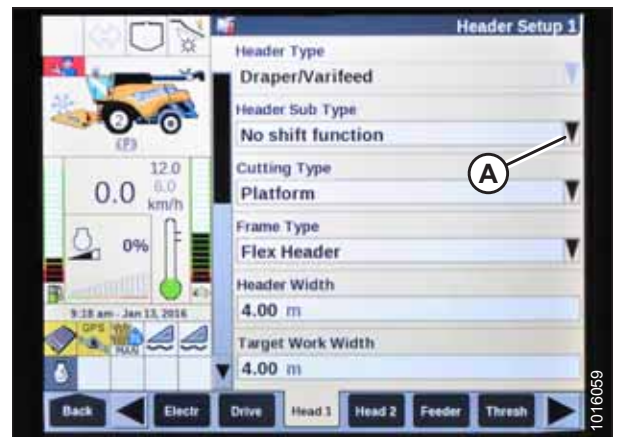 Header Setup 1
Header Type
Draper/Varifeed
Header Sub Type
No shift function
A
Cutting Type
Platform
Frame Type
Flex Header
Header Width
4.00 m
Target Work Width
4.00 m
2
(P)
12.0
0.0 6.0
km/h
0%
9:18 am - Jan 13, 2016
GPS
MAN
Back
Electr
Drive
Head 1
Head 2
Feeder
Thresh
1016059